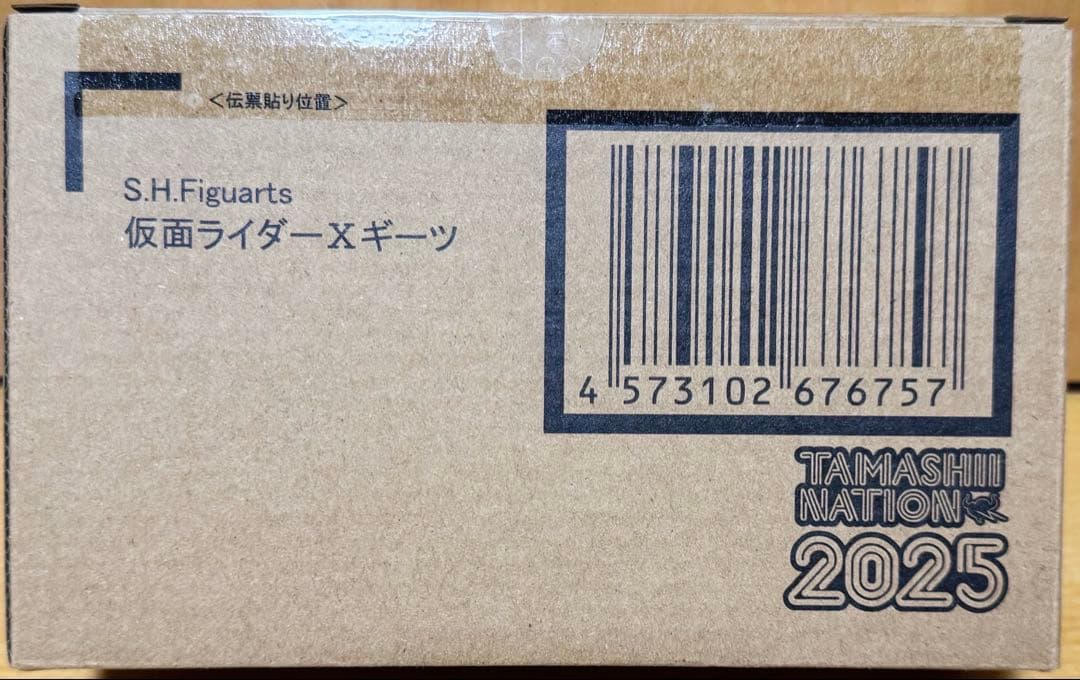 ＜伝票貼り位置＞
S.H.Figuarts
仮面ライダーXギーツ
4 573102 676757
TAMASHII
NATION
2025